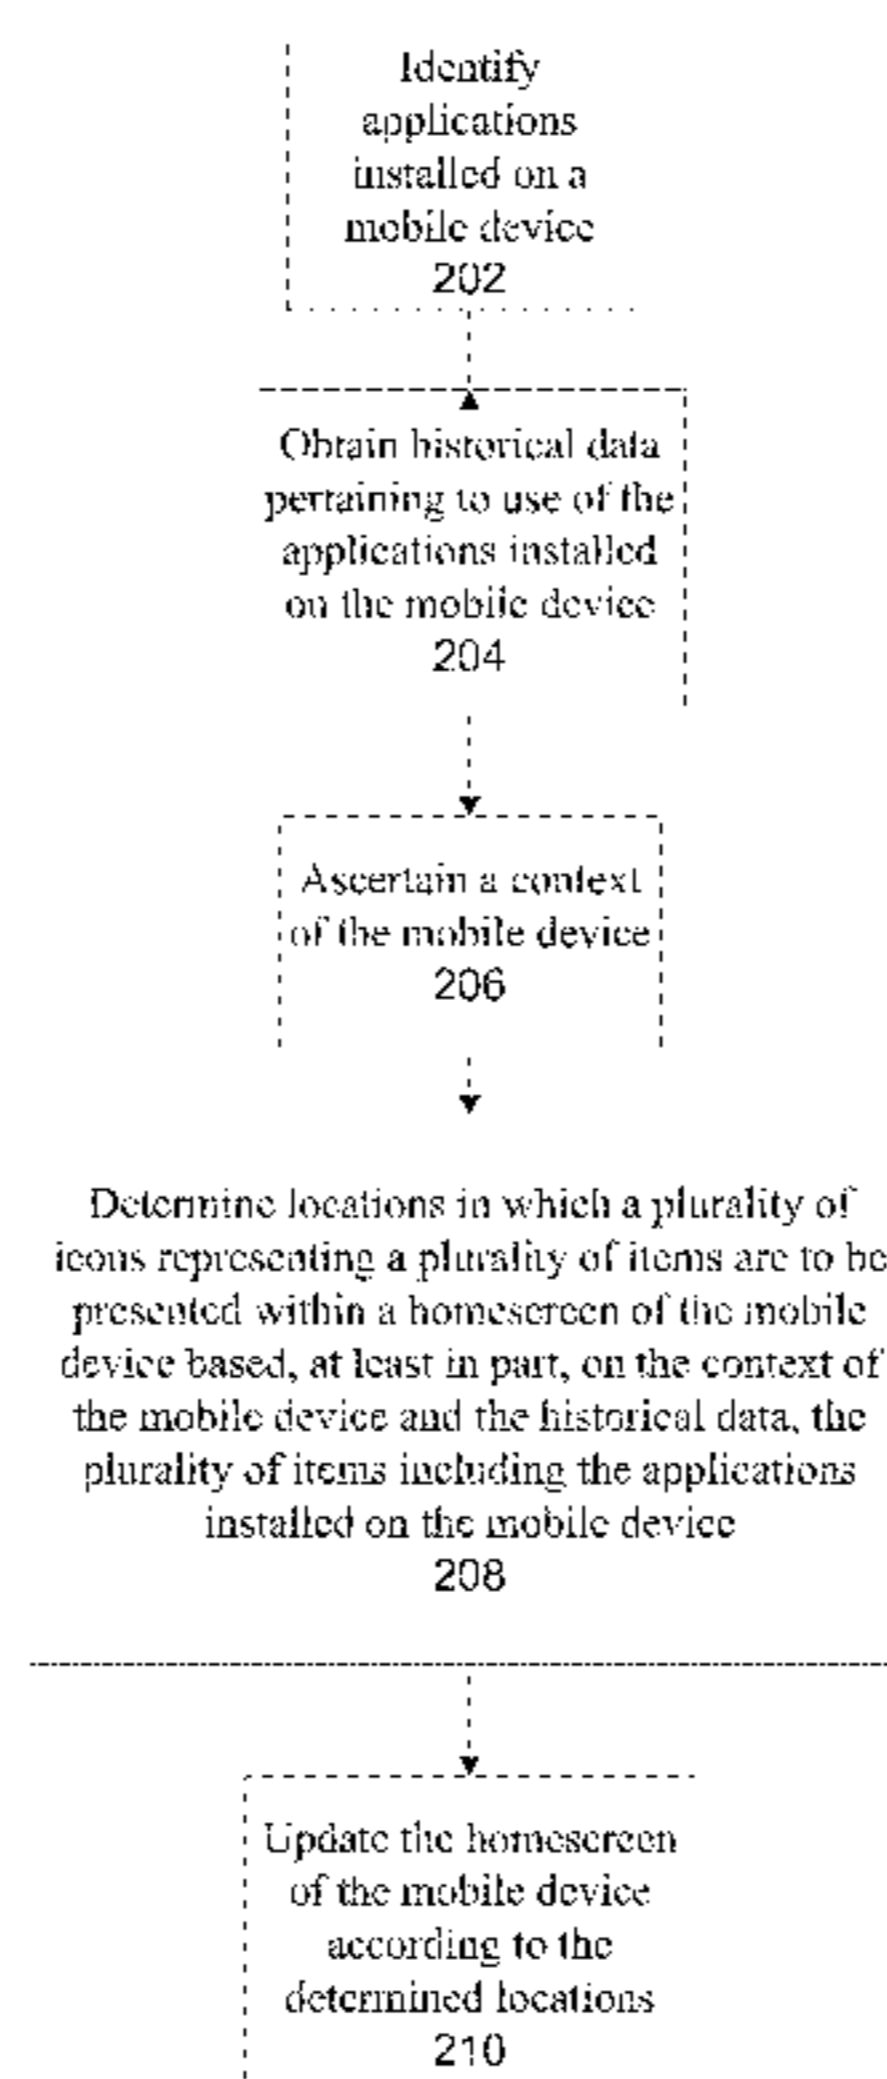 Identify
applications
installed on a
mobile device
202
Obtain historical data
pertaining to use of the
applications installed
on the mobile device
204
Ascertain a context
of the mobile device
206
Determine locations in which a plurality of
icons representing a plurality of items are to be
presented within a homescreen of the mobile
device based, at least in part, on the context of
the mobile device and the historical data, the
plurality of items including the applications
installed on the mobile device
208
Update the homescreen
of the mobile device
according to the
determined locations
210